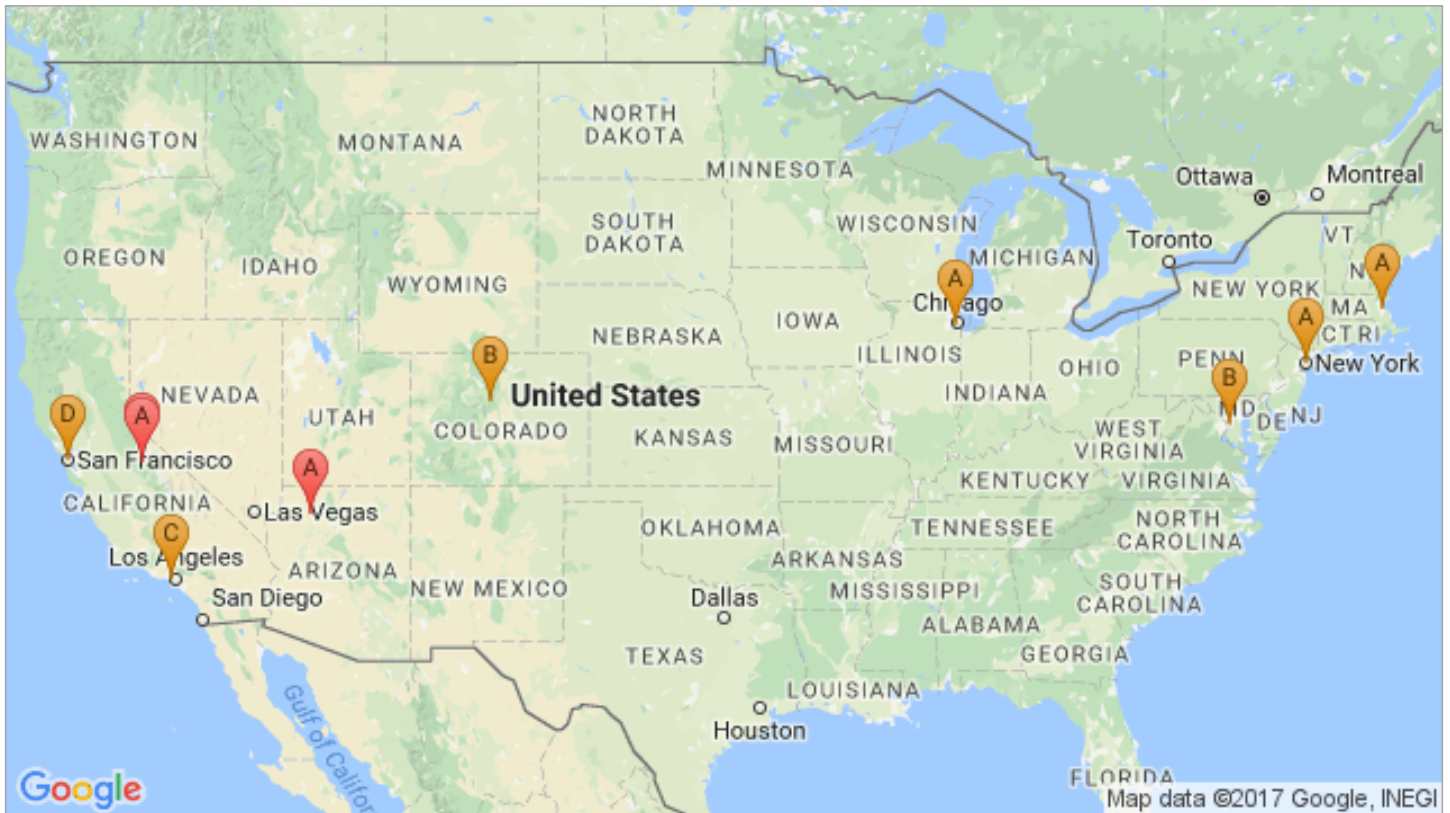 WASHINGTON
MONTANA
NORTH
DAKOTA
MINNESOTA
Ottawa
Montreal
OREGON
IDAHO
WYOMING
SOUTH
DAKOTA
WISCONSIN
MICHIGAN
Toronto
VT
N
A
A
Chicago
NEW YORK
MA
CT RI
A
NEBRASKA
IOWA
ILLINOIS
INDIANA
OHIO
PENN
New York
B
B
United States
NEVADA
UTAH
COLORADO
KANSAS
MISSOURI
WEST
VIRGINIA
MD
DE
NJ
D
A
San Francisco
A
CALIFORNIA
Las Vegas
KENTUCKY
VIRGINIA
C
Los Angeles
ARIZONA
NEW MEXICO
OKLAHOMA
ARKANSAS
TENNESSEE
NORTH
CAROLINA
San Diego
Dallas
MISSISSIPPI
SOUTH
CAROLINA
ALABAMA
TEXAS
GEORGIA
LOUISIANA
Houston
Gulf of Califor
FLORIDA
Google
Map data ©2017 Google, INEGI